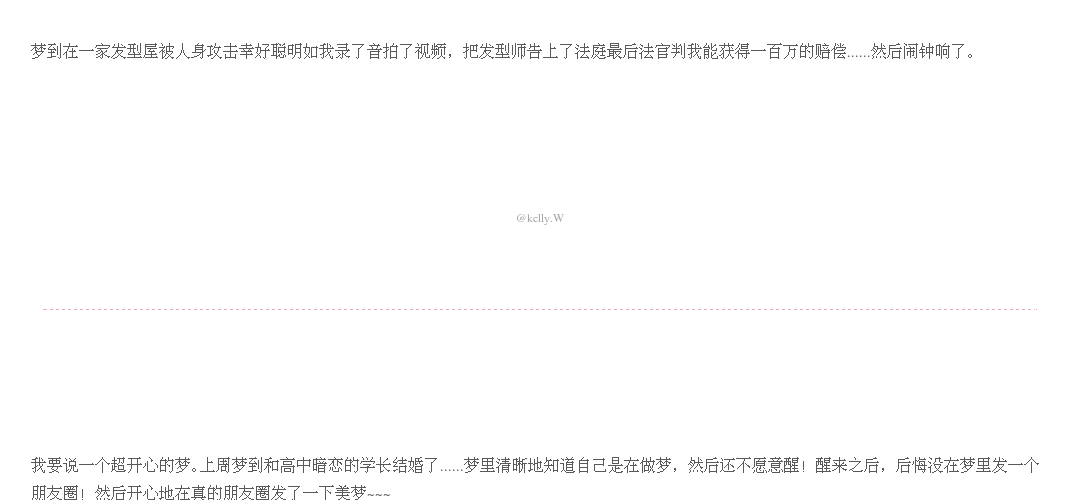 梦到在一家发型屋被人身攻击幸好聪明如我录了音拍了视频，把发型师告上了法庭最后法官判我能获得一百万的赔偿......然后闹钟响了。
@kelly.W
我要说一个超开心的梦。上周梦到和高中暗恋的学长结婚了......梦里清晰地知道自己是在做梦，然后还不愿意醒！醒来之后，后悔没在梦里发一个
朋友圈！然后开心地在真的朋友圈发了一下美梦~~~